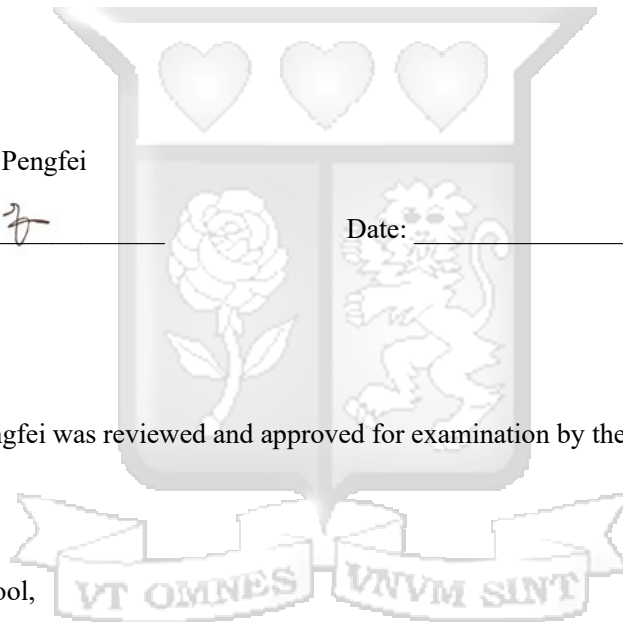 Pengfei
Date:
ngfei was reviewed and approved for examination by the
ool,
VT OMNES VNVM SINT